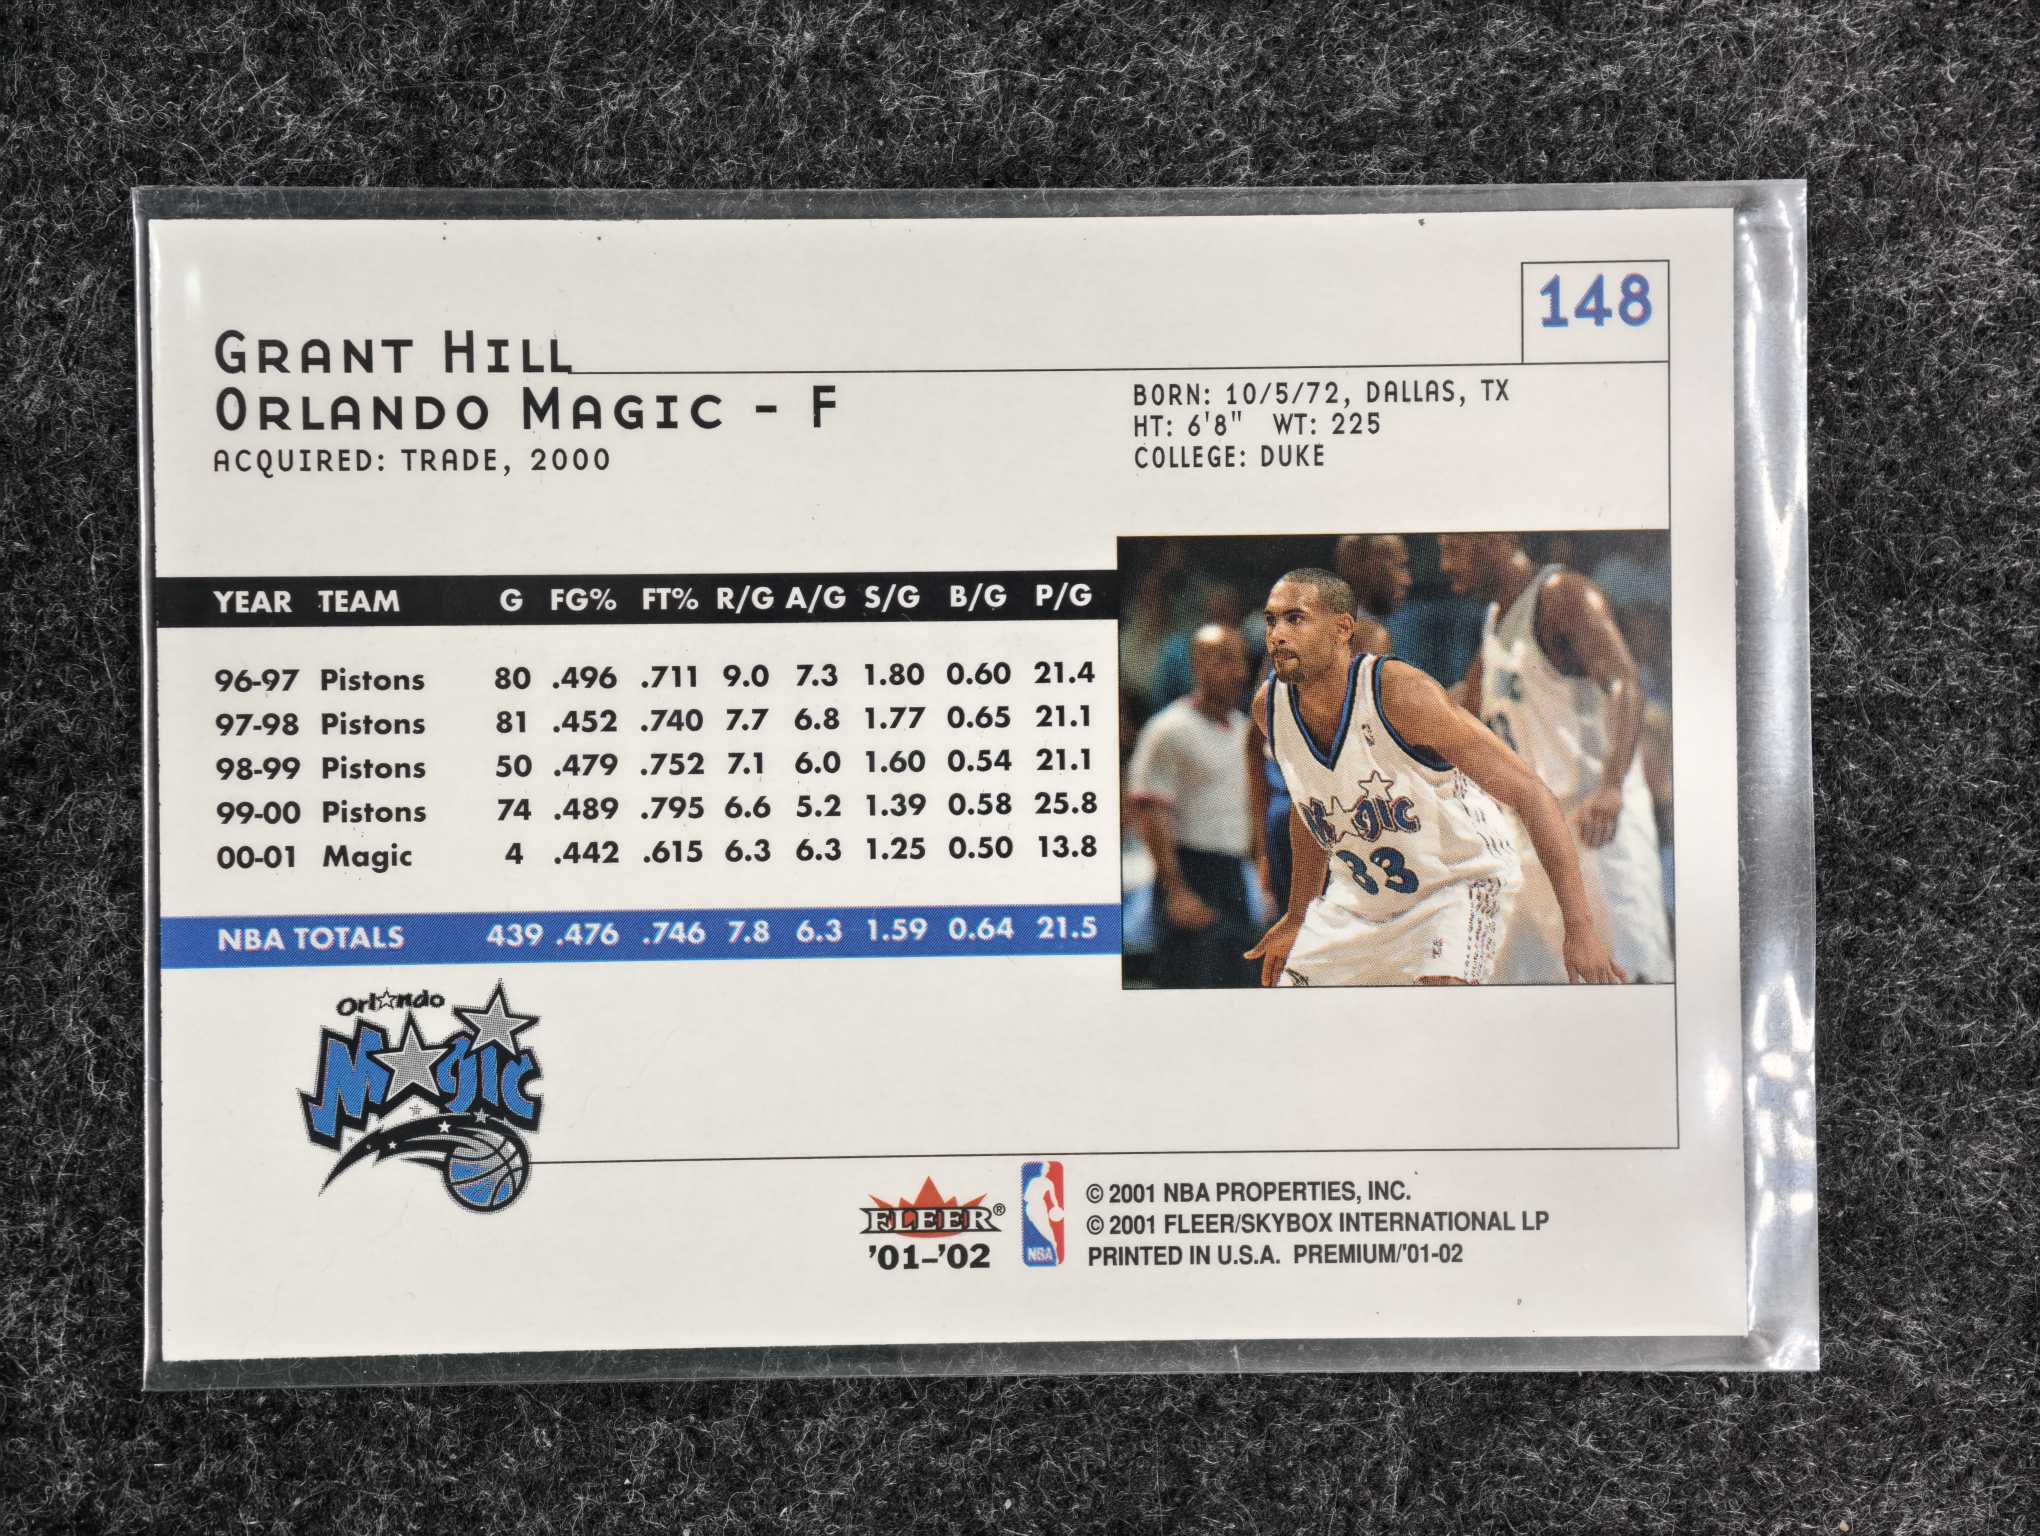 148
GRANT HILL
ORLANDO MAGIC - F
ACQUIRED: TRADE, 2000
BORN: 10/5/72, DALLAS, TX
HT: 6'8" WT: 225
COLLEGE: DUKE
YEAR TEAM G FG% FT% R/G A/G S/G B/G P/G
96-97 Pistons 80 .496 .711 9.0 7.3 1.80 0.60 21.4
97-98 Pistons 81 .452 .740 7.7 6.8 1.77 0.65 21.1
98-99 Pistons 50 .479 .752 7.1 6.0 1.60 0.54 21.1
99-00 Pistons 74 .489 .795 6.6 5.2 1.39 0.58 25.8
00-01 Magic 4 .442 .615 6.3 6.3 1.25 0.50 13.8
NBA TOTALS 439 .476 .746 7.8 6.3 1.59 0.64 21.5
MAGIC
33
Orlando
MAGIC
FLEER®
'01-'02
NBA
© 2001 NBA PROPERTIES, INC.
© 2001 FLEER/SKYBOX INTERNATIONAL LP
PRINTED IN U.S.A. PREMIUM/'01-02